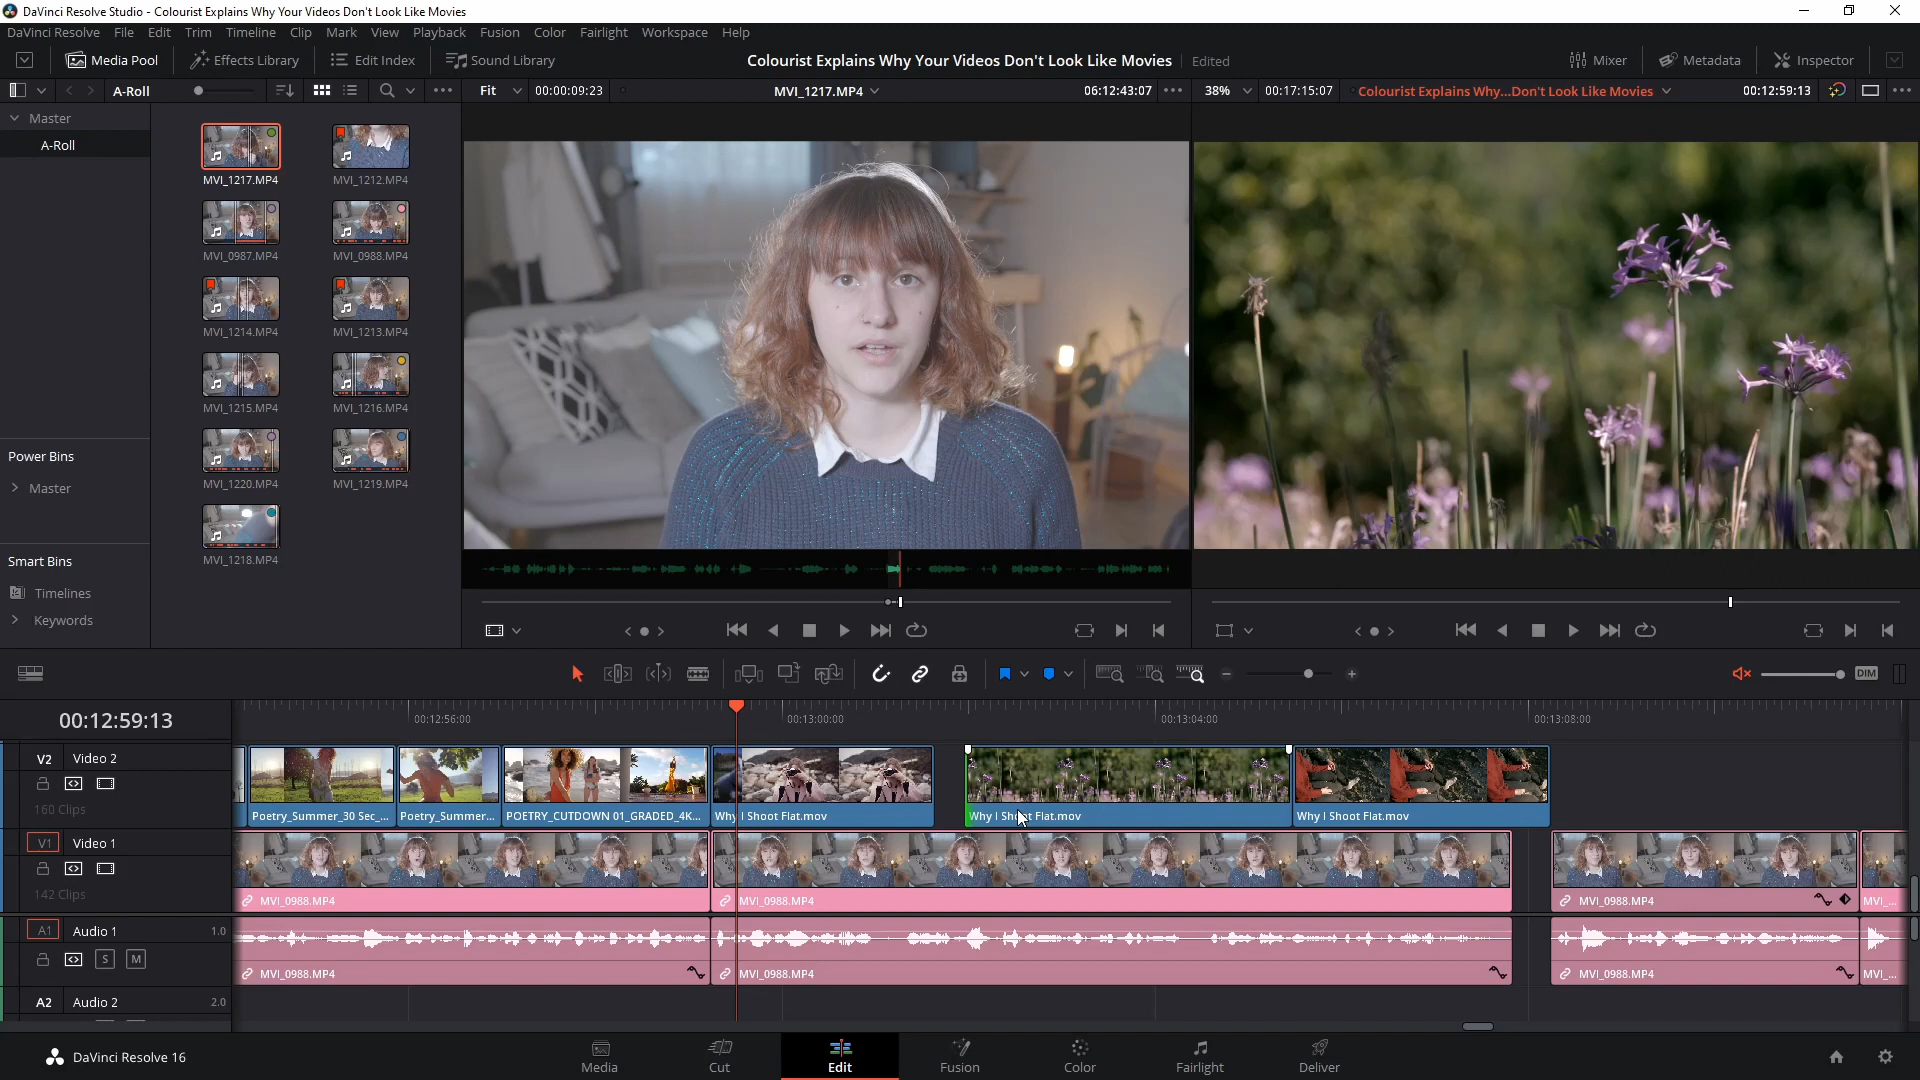 DaVinci Resolve Studio - Colourist Explains Why Your Videos Don't Look Like Movies
DaVinci Resolve File Edit Trim Timeline Clip Mark View Playback Fusion Color Fairlight Workspace Help
Media Pool Effects Library Edit Index Sound Library Colourist Explains Why Your Videos Don't Look Like Movies Edited Mixer Metadata Inspector
A-Roll Fit 00:00:09:23 MVI_1217.MP4 06:12:43:07 38% 00:17:15:07 Colourist Explains Why...Don't Look Like Movies 00:12:59:13
Master
A-Roll
MVI_1217.MP4 MVI_1212.MP4
MVI_0987.MP4 MVI_0988.MP4
MVI_1214.MP4 MVI_1213.MP4
MVI_1215.MP4 MVI_1216.MP4
Power Bins
MVI_1220.MP4 MVI_1219.MP4
Master
Smart Bins
MVI_1218.MP4
Timelines
Keywords
DIM
00:12:59:13 00:12:56:00 00:13:00:00 00:13:04:00 00:13:08:00
V2 Video 2
160 Clips
Poetry_Summer_30 Sec_... Poetry_Summer... POETRY_CUTDOWN 01_GRADED_4K... Why I Shoot Flat.mov Why I Shoot Flat.mov Why I Shoot Flat.mov
V1 Video 1
142 Clips
MVI_0988.MP4 MVI_0988.MP4 MVI_0988.MP4 MVI_...
A1 Audio 1 1.0
S M
MVI_0988.MP4 MVI_0988.MP4 MVI_0988.MP4 MVI_...
A2 Audio 2 2.0
DaVinci Resolve 16 Media Cut Edit Fusion Color Fairlight Deliver